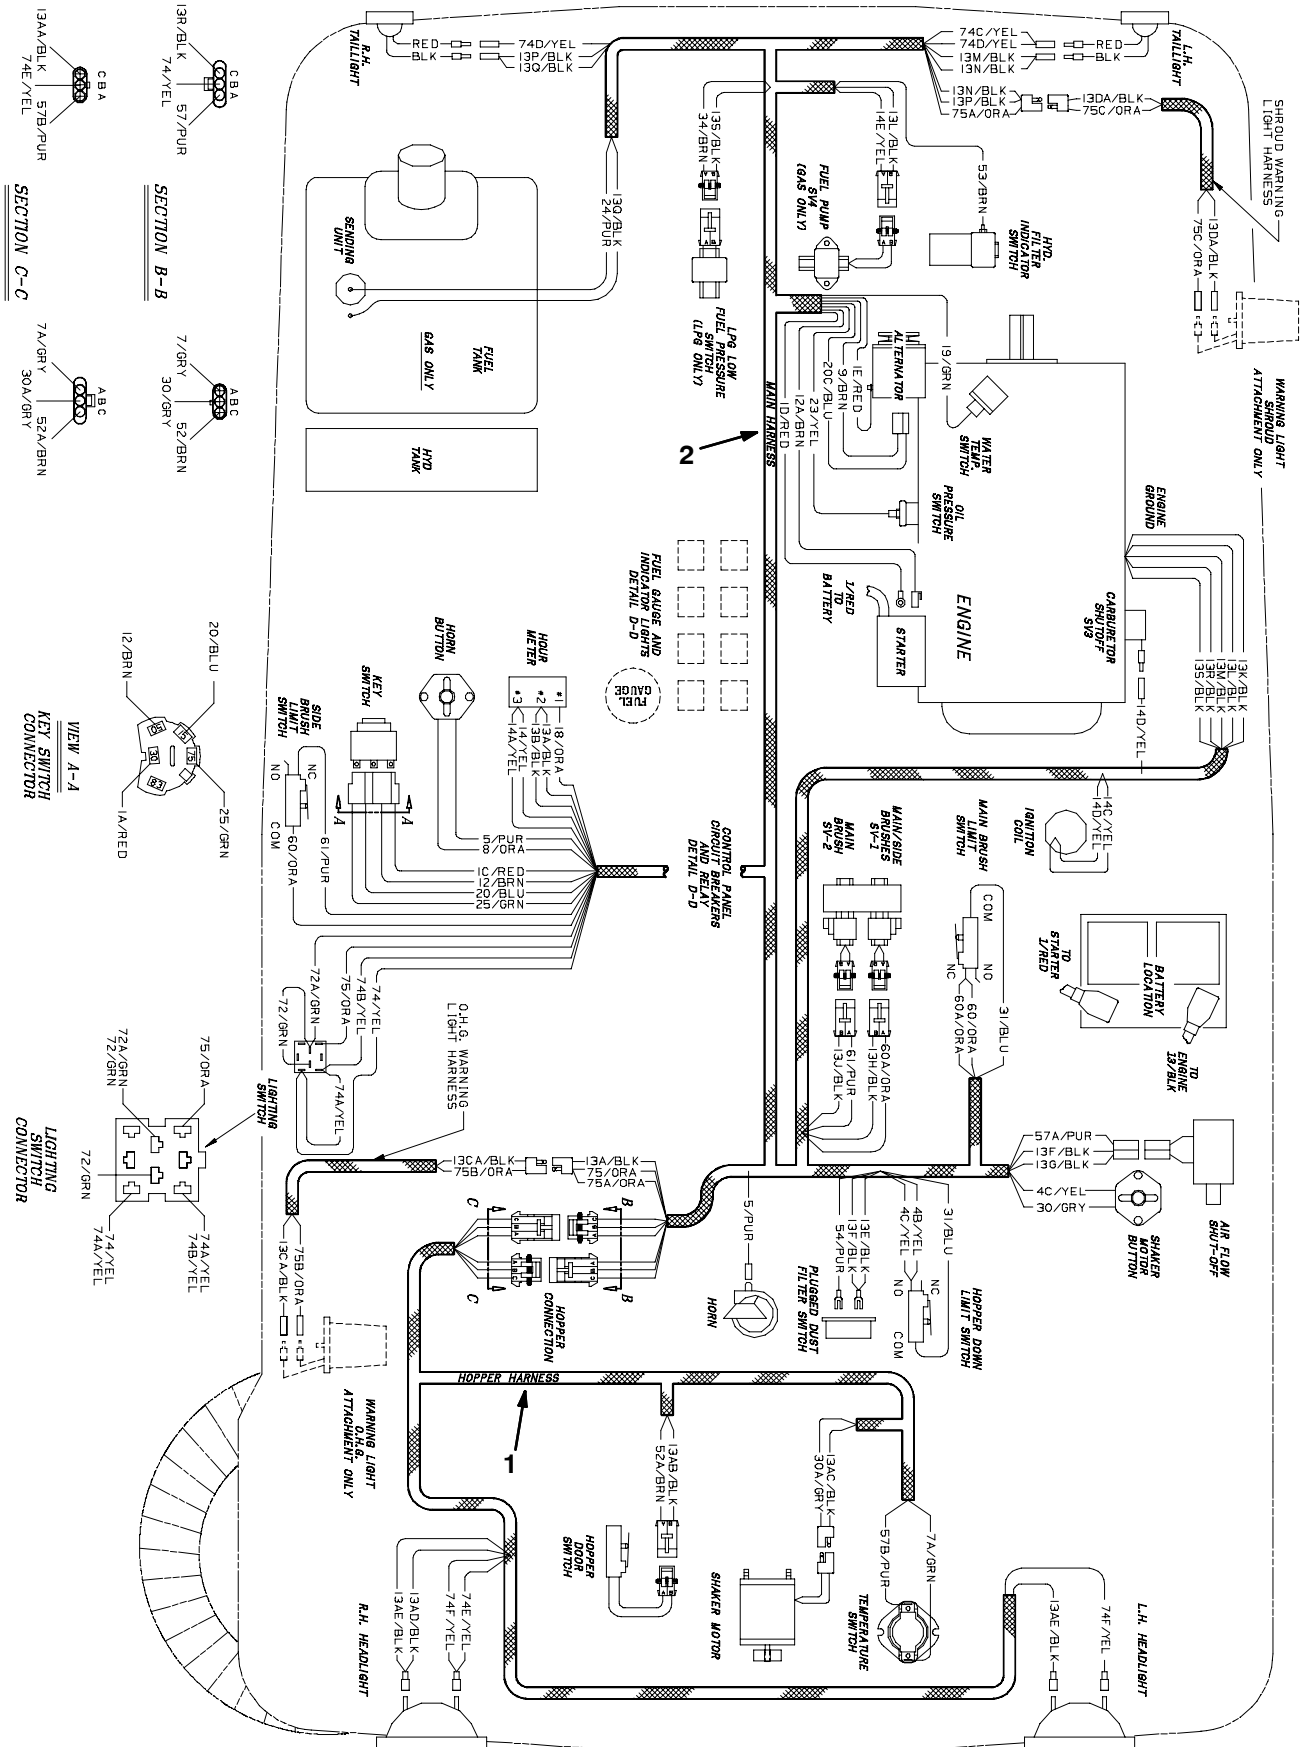 R.H.
TAILIGHT
RED
BLK
74D/YEL
13P/BLK
13Q/BLK
74C/YEL
74D/YEL
13M/BLK
13N/BLK
RED
BLK
L.H.
TAILIGHT
13N/BLK
13P/BLK
75A/ORA
13DA/BLK
75C/ORA
SHROUD WARNING
LIGHT HARNESS
13DA/BLK
75C/ORA
WARNING LIGHT
SHROUD
ATTACHMENT ONLY
13R/BLK
74/YEL
57/PUR
C B A
SECTION B-B
7/GRY
30/GRY
52/BRN
A B C
13AA/BLK
74E/YEL
57B/PUR
C B A
SECTION C-C
7A/GRY
30A/GRY
52A/BRN
A B C
13Q/BLK
24/PUR
SENDING
UNIT
FUEL
TANK
GAS ONLY
HYD
TANK
13S/BLK
34/BRN
LPG LOW
FUEL PRESSURE
SWITCH
(LPG ONLY)
13L/BLK
14E/YEL
FUEL PUMP
SV4
(GAS ONLY)
53/BRN
HYD.
FILTER
INDICATOR
SWITCH
MAIN HARNESS
2
ALTERNATOR
19/GRN
1E/RED
9/BRN
20C/BLU
23/YEL
12A/BRN
1D/RED
WATER
TEMP.
SWITCH
OIL
PRESSURE
SWITCH
1/RED
TO
BATTERY
STARTER
ENGINE
ENGINE
GROUND
CARBURETOR
SHUTOFF
SV3
13K/BLK
13L/BLK
13M/BLK
13R/BLK
13S/BLK
14D/YEL
14C/YEL
14D/YEL
IGNITION
COIL
FUEL GAUGE AND
INDICATOR LIGHTS
DETAIL D-D
FUEL
GAUGE
HORN
BUTTON
HOUR
METER
#1
#2
#3
18/ORA
13A/BLK
13B/BLK
14/YEL
4A/YEL
KEY
SWITCH
A
A
5/PUR
8/ORA
1C/RED
12/BRN
20/BLU
25/GRN
SIDE
BRUSH
LIMIT
SWITCH
NC
NO
COM
61/PUR
60/ORA
CONTROL PANEL
CIRCUIT BREAKERS
AND RELAY
DETAIL D-D
20/BLU
12/BRN
25/GRN
1A/RED
50
30
75
VIEW A-A
KEY SWITCH
CONNECTOR
MAIN/SIDE
BRUSHES
SV-1
MAIN
BRUSH
SV-2
60A/ORA
13H/BLK
61/PUR
13J/BLK
MAIN BRUSH
LIMIT
SWITCH
COM
NO
NC
31/BLU
60/ORA
60A/ORA
BATTERY
LOCATION
TO
STARTER
1/RED
TO
ENGINE
13/BLK
74/YEL
74B/YEL
75/ORA
72A/GRN
72/GRN
74A/YEL
LIGHTING
SWITCH
75/ORA
72A/GRN
72/GRN
72/GRN
74A/YEL
74B/YEL
74/YEL
74A/YEL
LIGHTING
SWITCH
CONNECTOR
O.H.G. WARNING
LIGHT HARNESS
13CA/BLK
75B/ORA
13A/BLK
75/ORA
75A/ORA
75B/ORA
13CA/BLK
WARNING LIGHT
O.H.G.
ATTACHMENT ONLY
B
B
C
C
HOPPER
CONNECTION
5/PUR
HORN
57A/PUR
13F/BLK
13G/BLK
4C/YEL
30/GRY
AIR FLOW
SHUT-OFF
SHAKER
MOTOR
BUTTON
31/BLU
4B/YEL
4C/YEL
13E/BLK
13F/BLK
54/PUR
PLUGGED DUST
FILTER SWITCH
NC
NO
COM
HOPPER DOWN
LIMIT SWITCH
HOPPER HARNESS
1
13AB/BLK
52A/BRN
HOPPER
DOOR
SWITCH
13AC/BLK
30A/GRY
SHAKER MOTOR
7A/GRN
57B/PUR
TEMPERATURE
SWITCH
74E/YEL
74F/YEL
13AD/BLK
13AE/BLK
R.H. HEADLIGHT
74F/YEL
13AE/BLK
L.H. HEADLIGHT